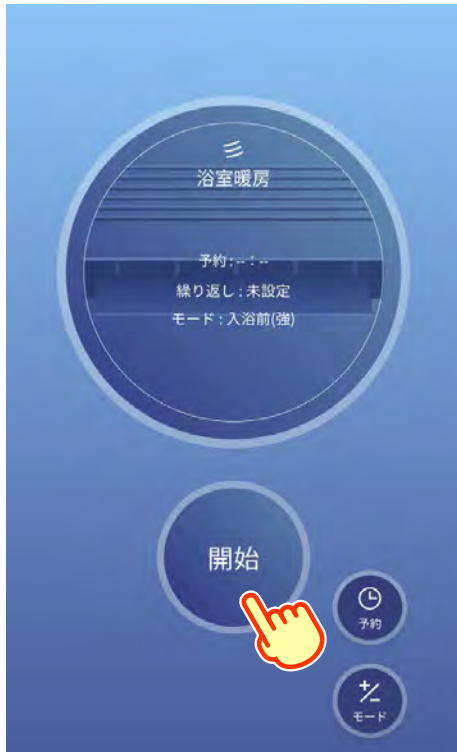 浴室暖房
予約:--:--
繰り返し:未設定
モード:入浴前(強)
開始
予約
モード